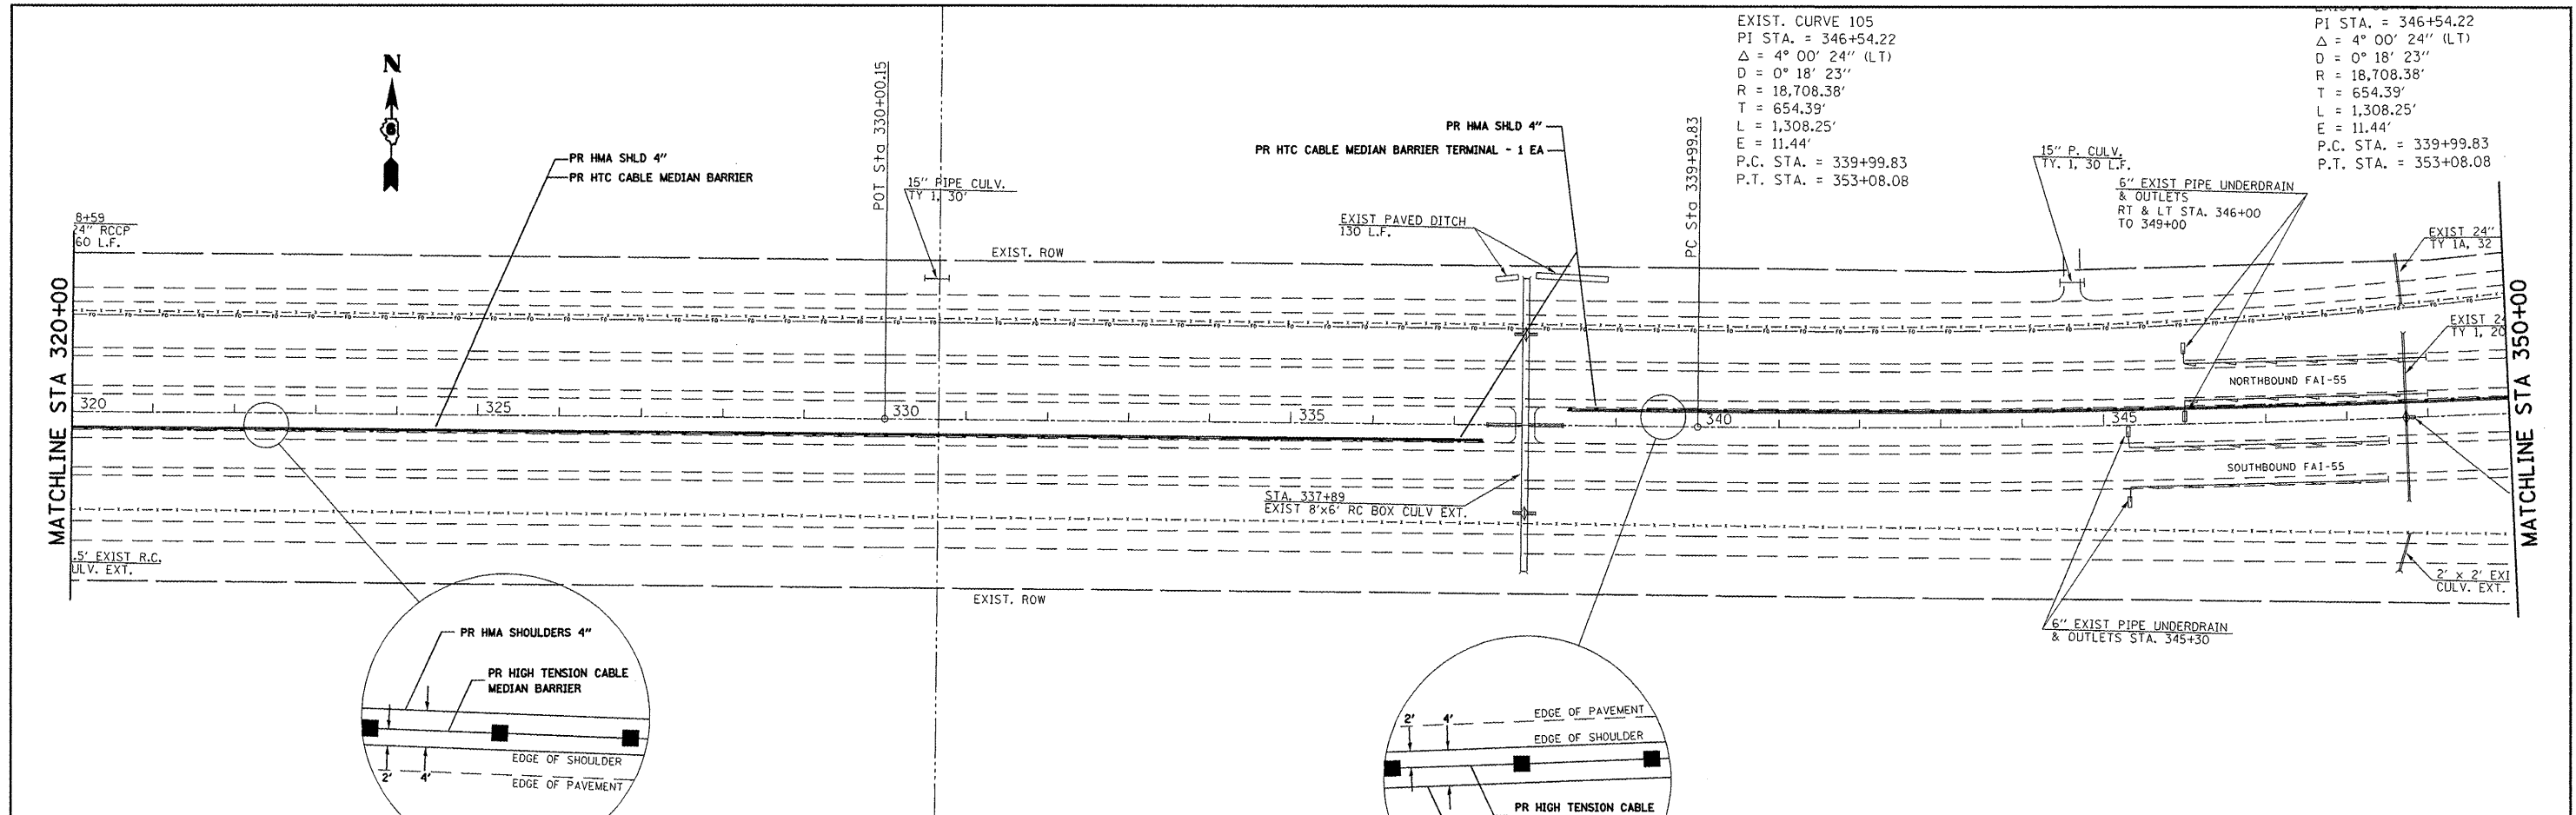 EXIST. CURVE 105
PI STA. = 346+54.22
Δ = 4° 00' 24" (LT)
D = 0° 18' 23"
R = 18,708.38'
T = 654.39'
L = 1,308.25'
E = 11.44'
P.C. STA. = 339+99.83
P.T. STA. = 353+08.08
PI STA. = 346+54.22
Δ = 4° 00' 24" (LT)
D = 0° 18' 23"
R = 18,708.38'
T = 654.39'
L = 1,308.25'
E = 11.44'
P.C. STA. = 339+99.83
P.T. STA. = 353+08.08
N
6
PR HMA SHLD 4"
PR HTC CABLE MEDIAN BARRIER
POT Sta 330+00.15
15" PIPE CULV.
TY 1, 30'
PR HMA SHLD 4"
PR HTC CABLE MEDIAN BARRIER TERMINAL - 1 EA
PC Sta 339+99.83
15" P. CULV.
TY. 1, 30 L.F.
6" EXIST PIPE UNDERDRAIN
& OUTLETS
RT & LT STA. 346+00
TO 349+00
EXIST PAVED DITCH
130 L.F.
8+59
24" RCCP
60 L.F.
EXIST. ROW
EXIST 24"
TY 1A, 32
EXIST 24
TY 1, 20
MATCHLINE STA 320+00
MATCHLINE STA 350+00
NORTHBOUND FAI-55
320
325
330
335
340
345
SOUTHBOUND FAI-55
STA. 337+89
EXIST 8'x6' RC BOX CULV EXT.
.5' EXIST R.C.
ULV. EXT.
2' x 2' EXI
CULV. EXT.
EXIST. ROW
6" EXIST PIPE UNDERDRAIN
& OUTLETS STA. 345+30
PR HMA SHOULDERS 4"
PR HIGH TENSION CABLE
MEDIAN BARRIER
EDGE OF SHOULDER
2' 4'
EDGE OF PAVEMENT
2' 4'
EDGE OF PAVEMENT
EDGE OF SHOULDER
PR HIGH TENSION CABLE